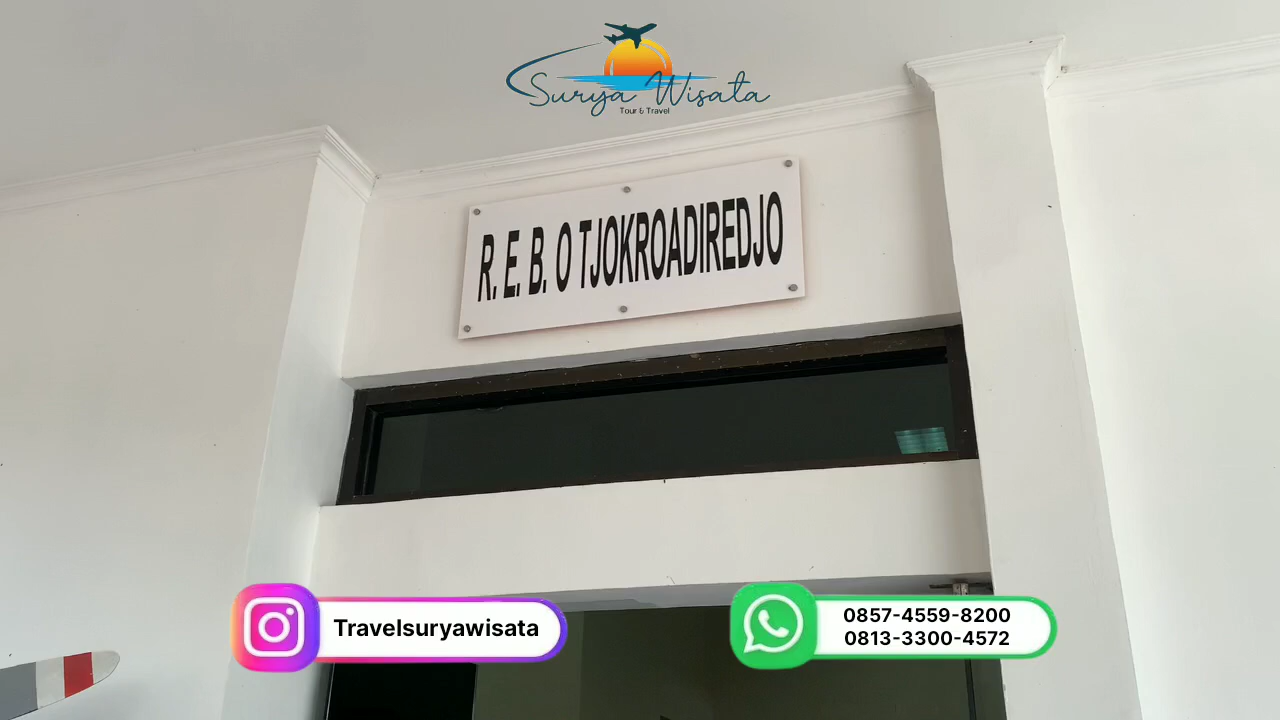 Surya Wisata
Tour & Travel
R. E. B. O TJOKROADIREDJO
Travelsuryawisata
0857-4559-8200
0813-3300-4572